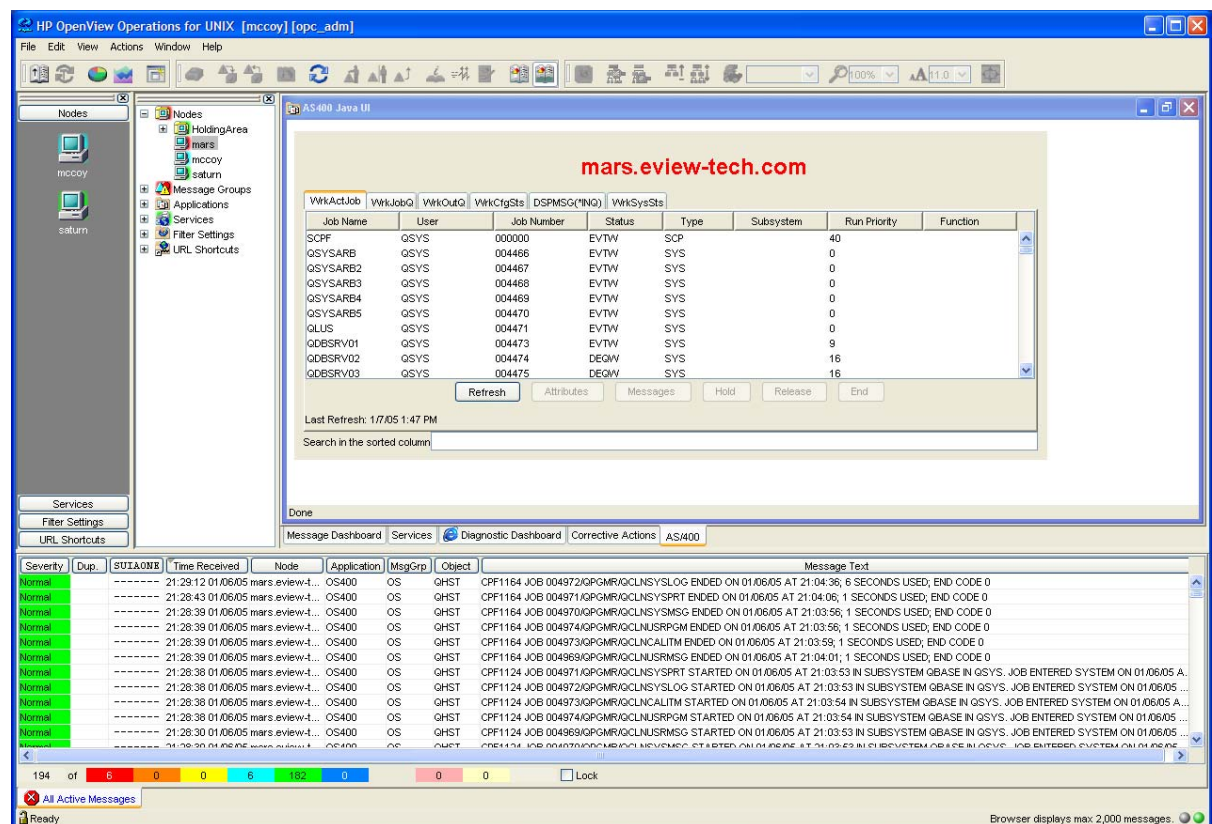 HP OpenView Operations for UNIX [mccoy] [opc_adm]
File Edit View Actions Window Help
100% 11.0
Nodes
mccoy
saturn
Services
Filter Settings
URL Shortcuts
Nodes
HoldingArea
mars
mccoy
saturn
Message Groups
Applications
Services
Filter Settings
URL Shortcuts
AS400 Java UI
mars.eview-tech.com
WrkActJob WrkJobQ WrkOutQ WrkCfgSts DSPMSG(*INQ) WrkSysSts
Job Name User Job Number Status Type Subsystem Run Priority Function
SCPF QSYS 000000 EVTW SCP 40
QSYSARB QSYS 004466 EVTW SYS 0
QSYSARB2 QSYS 004467 EVTW SYS 0
QSYSARB3 QSYS 004468 EVTW SYS 0
QSYSARB4 QSYS 004469 EVTW SYS 0
QSYSARB5 QSYS 004470 EVTW SYS 0
QLUS QSYS 004471 EVTW SYS 0
QDBSRV01 QSYS 004473 EVTW SYS 9
QDBSRV02 QSYS 004474 DEQW SYS 16
QDBSRV03 QSYS 004475 DEQW SYS 16
Refresh Attributes Messages Hold Release End
Last Refresh: 1/7/05 1:47 PM
Search in the sorted column
Done
Message Dashboard Services Diagnostic Dashboard Corrective Actions AS/400
Severity Dup. SUIAONE Time Received Node Application MsgGrp Object Message Text
Normal ------- 21:29:12 01/06/05 mars.eview-t... OS400 OS QHST CPF1164 JOB 004972/QPGMR/QCLNSYSLOG ENDED ON 01/06/05 AT 21:04:36; 6 SECONDS USED; END CODE 0
Normal ------- 21:28:43 01/06/05 mars.eview-t... OS400 OS QHST CPF1164 JOB 004971/QPGMR/QCLNSYSPRT ENDED ON 01/06/05 AT 21:04:06; 1 SECONDS USED; END CODE 0
Normal ------- 21:28:39 01/06/05 mars.eview-t... OS400 OS QHST CPF1164 JOB 004970/QPGMR/QCLNSYSMSG ENDED ON 01/06/05 AT 21:03:56; 1 SECONDS USED; END CODE 0
Normal ------- 21:28:39 01/06/05 mars.eview-t... OS400 OS QHST CPF1164 JOB 004974/QPGMR/QCLNUSRPGM ENDED ON 01/06/05 AT 21:03:56; 1 SECONDS USED; END CODE 0
Normal ------- 21:28:39 01/06/05 mars.eview-t... OS400 OS QHST CPF1164 JOB 004973/QPGMR/QCLNCALITM ENDED ON 01/06/05 AT 21:03:59; 1 SECONDS USED; END CODE 0
Normal ------- 21:28:39 01/06/05 mars.eview-t... OS400 OS QHST CPF1164 JOB 004969/QPGMR/QCLNUSRMSG ENDED ON 01/06/05 AT 21:04:01; 1 SECONDS USED; END CODE 0
Normal ------- 21:28:38 01/06/05 mars.eview-t... OS400 OS QHST CPF1124 JOB 004971/QPGMR/QCLNSYSPRT STARTED ON 01/06/05 AT 21:03:53 IN SUBSYSTEM QBASE IN QSYS. JOB ENTERED SYSTEM ON 01/06/05 A...
Normal ------- 21:28:38 01/06/05 mars.eview-t... OS400 OS QHST CPF1124 JOB 004972/QPGMR/QCLNSYSLOG STARTED ON 01/06/05 AT 21:03:53 IN SUBSYSTEM QBASE IN QSYS. JOB ENTERED SYSTEM ON 01/06/05 ...
Normal ------- 21:28:38 01/06/05 mars.eview-t... OS400 OS QHST CPF1124 JOB 004973/QPGMR/QCLNCALITM STARTED ON 01/06/05 AT 21:03:54 IN SUBSYSTEM QBASE IN QSYS. JOB ENTERED SYSTEM ON 01/06/05 A...
Normal ------- 21:28:38 01/06/05 mars.eview-t... OS400 OS QHST CPF1124 JOB 004974/QPGMR/QCLNUSRPGM STARTED ON 01/06/05 AT 21:03:54 IN SUBSYSTEM QBASE IN QSYS. JOB ENTERED SYSTEM ON 01/06/05 ...
Normal ------- 21:28:30 01/06/05 mars.eview-t... OS400 OS QHST CPF1124 JOB 004969/QPGMR/QCLNUSRMSG STARTED ON 01/06/05 AT 21:03:53 IN SUBSYSTEM QBASE IN QSYS. JOB ENTERED SYSTEM ON 01/06/05 ...
194 of 6 0 0 6 182 0 0 0 Lock
All Active Messages
Ready Browser displays max 2,000 messages.